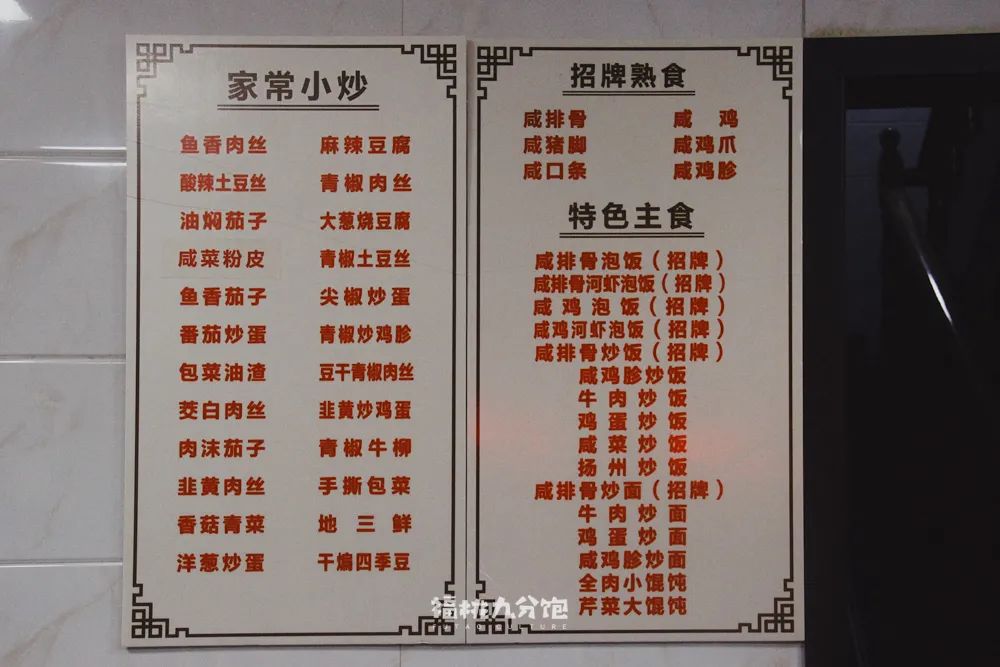 家常小炒
鱼香肉丝 麻辣豆腐
酸辣土豆丝 青椒肉丝
油焖茄子 大葱烧豆腐
咸菜粉皮 青椒土豆丝
鱼香茄子 尖椒炒蛋
番茄炒蛋 青椒炒鸡胗
包菜油渣 豆干青椒肉丝
茭白肉丝 韭黄炒鸡蛋
肉沫茄子 青椒牛柳
韭黄肉丝 手撕包菜
香菇青菜 地三鲜
洋葱炒蛋 干煸四季豆
招牌熟食
咸排骨 咸鸡
咸猪脚 咸鸡爪
咸口条 咸鸡胗
特色主食
咸排骨泡饭（招牌）
咸排骨河虾泡饭（招牌）
咸鸡泡饭（招牌）
咸鸡河虾泡饭（招牌）
咸排骨炒饭（招牌）
咸鸡胗炒饭
牛肉炒饭
鸡蛋炒饭
咸菜炒饭
扬州炒饭
咸排骨炒面（招牌）
牛肉炒面
鸡蛋炒面
咸鸡胗炒面
全肉小馄饨
芹菜大馄饨
福桃九分饱
FUTAO CULTURE